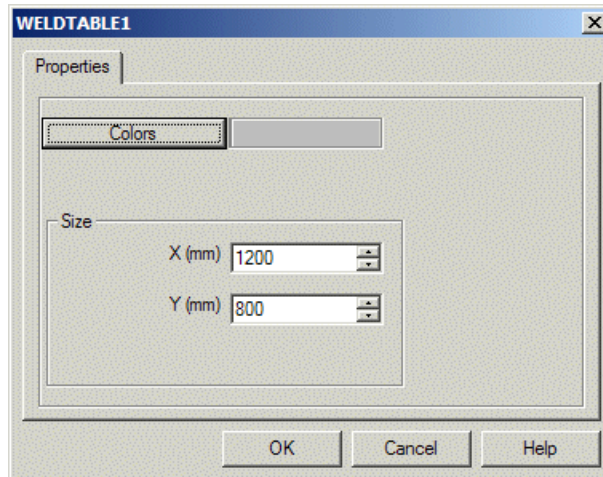 WELDTABLE1
Properties
Colors
Size
X (mm) 1200
Y (mm) 800
OK Cancel Help